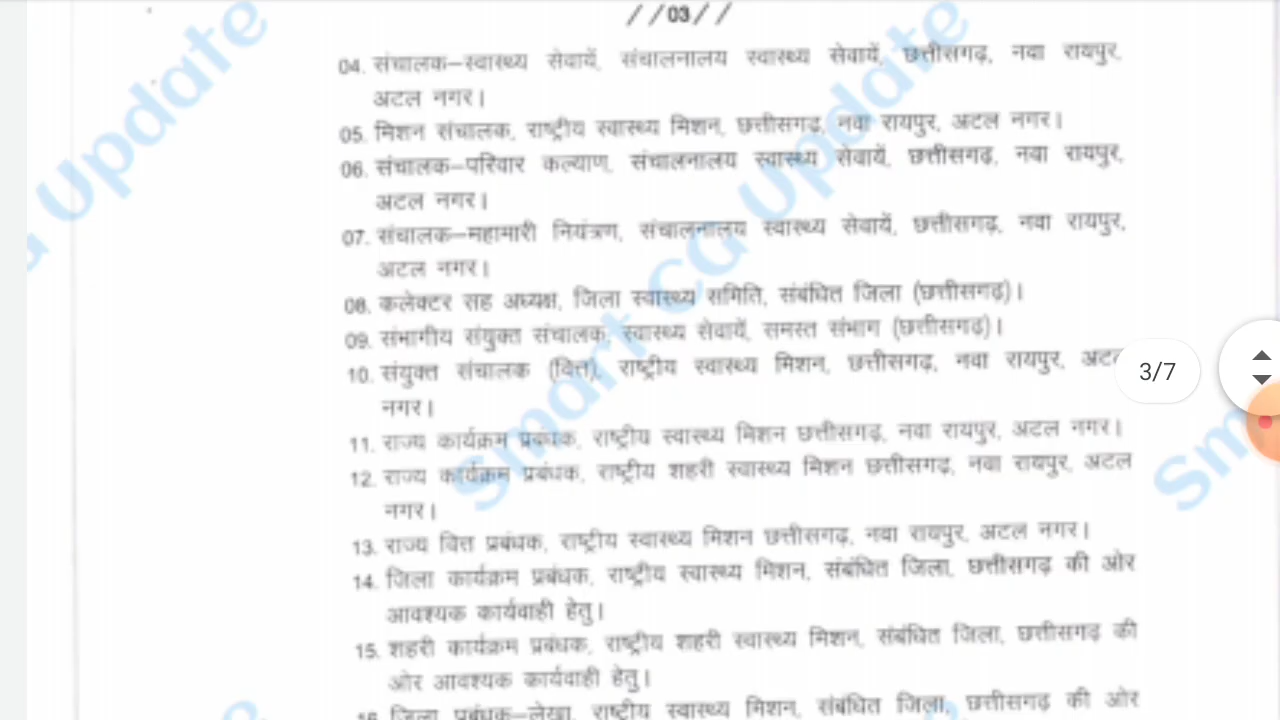 //03//
04. संचालक–स्वास्थ्य सेवायें, संचालनालय स्वास्थ्य सेवायें, छत्तीसगढ़, नवा रायपुर,
अटल नगर।
05. मिशन संचालक, राष्ट्रीय स्वास्थ्य मिशन, छत्तीसगढ़, नवा रायपुर, अटल नगर।
06. संचालक–परिवार कल्याण, संचालनालय स्वास्थ्य सेवायें, छत्तीसगढ़, नवा रायपुर,
अटल नगर।
07. संचालक–महामारी नियंत्रण, संचालनालय स्वास्थ्य सेवायें, छत्तीसगढ़, नवा रायपुर,
अटल नगर।
08. कलेक्टर सह अध्यक्ष, जिला स्वास्थ्य समिति, संबंधित जिला (छत्तीसगढ़)।
09. संभागीय संयुक्त संचालक, स्वास्थ्य सेवायें, समस्त संभाग (छत्तीसगढ़)।
10. संयुक्त संचालक (वित्त), राष्ट्रीय स्वास्थ्य मिशन, छत्तीसगढ़, नवा रायपुर, अटल
नगर।
3/7
11. राज्य कार्यक्रम प्रबंधक, राष्ट्रीय स्वास्थ्य मिशन छत्तीसगढ़, नवा रायपुर, अटल नगर।
12. राज्य कार्यक्रम प्रबंधक, राष्ट्रीय शहरी स्वास्थ्य मिशन छत्तीसगढ़, नवा रायपुर, अटल
नगर।
13. राज्य वित्त प्रबंधक, राष्ट्रीय स्वास्थ्य मिशन छत्तीसगढ़, नवा रायपुर, अटल नगर।
14. जिला कार्यक्रम प्रबंधक, राष्ट्रीय स्वास्थ्य मिशन, संबंधित जिला, छत्तीसगढ़ की ओर
आवश्यक कार्यवाही हेतु।
15. शहरी कार्यक्रम प्रबंधक, राष्ट्रीय शहरी स्वास्थ्य मिशन, संबंधित जिला, छत्तीसगढ़ की
ओर आवश्यक कार्यवाही हेतु।
16. जिला प्रबंधक–लेखा, राष्ट्रीय स्वास्थ्य मिशन, संबंधित जिला, छत्तीसगढ़ की ओर
Smart CG Update
Update
Sm